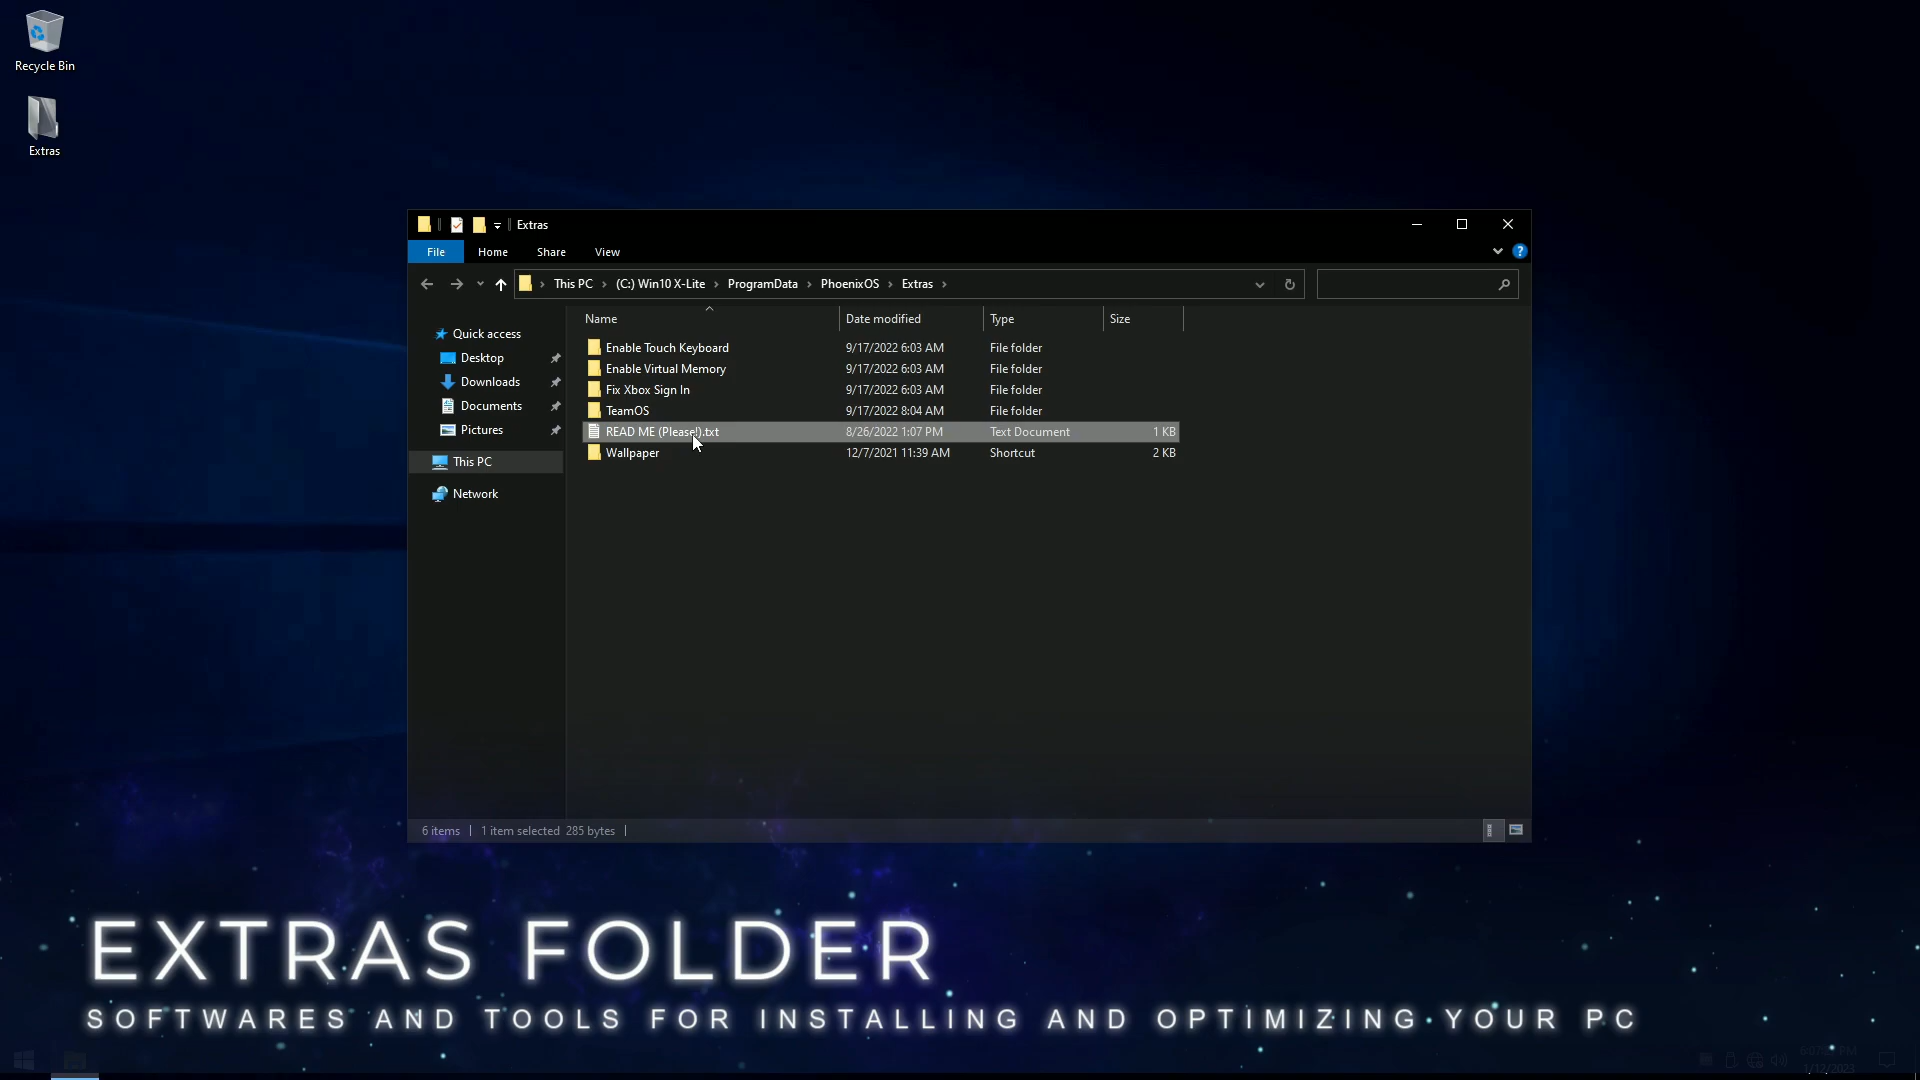 Recycle Bin
Extras
Extras
File Home Share View
This PC (C:) Win10 X-Lite ProgramData PhoenixOS Extras
Name Date modified Type Size
Quick access
Desktop
Downloads
Documents
Pictures
This PC
Network
Enable Touch Keyboard 9/17/2022 6:03 AM File folder
Enable Virtual Memory 9/17/2022 6:03 AM File folder
Fix Xbox Sign In 9/17/2022 6:03 AM File folder
TeamOS 9/17/2022 8:04 AM File folder
READ ME (Please!).txt 8/26/2022 1:07 PM Text Document 1 KB
Wallpaper 12/7/2021 11:39 AM Shortcut 2 KB
6 items 1 item selected 285 bytes
EXTRAS FOLDER
SOFTWARES AND TOOLS FOR INSTALLING AND OPTIMIZING YOUR PC
1/12/2023